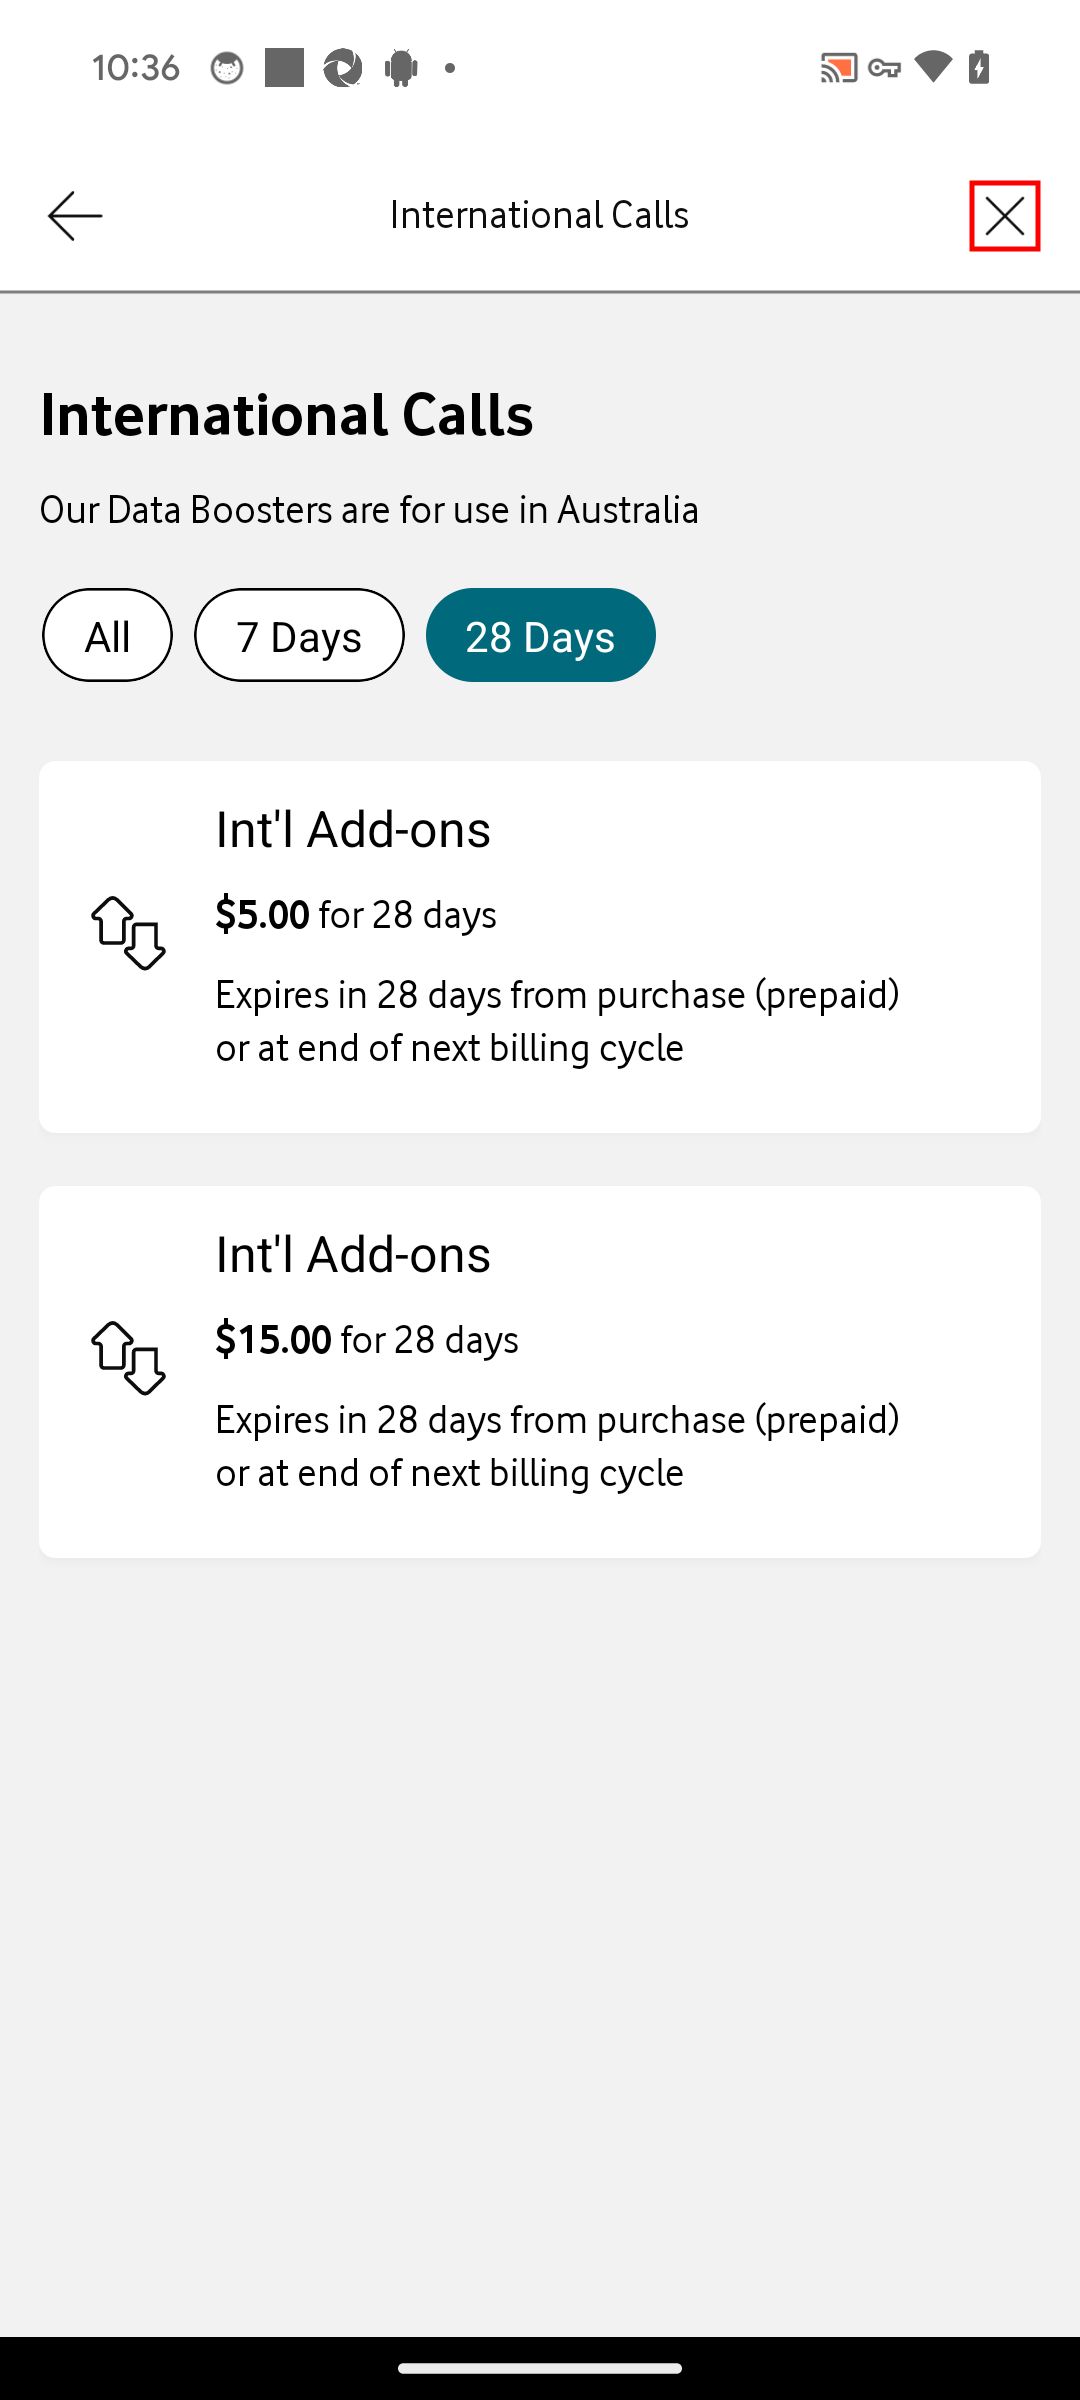 10:36
International Calls
International Calls
Our Data Boosters are for use in Australia
All
7 Days
28 Days
Int'l Add-ons
$5.00 for 28 days
Expires in 28 days from purchase (prepaid)
or at end of next billing cycle
Int'l Add-ons
$15.00 for 28 days
Expires in 28 days from purchase (prepaid)
or at end of next billing cycle